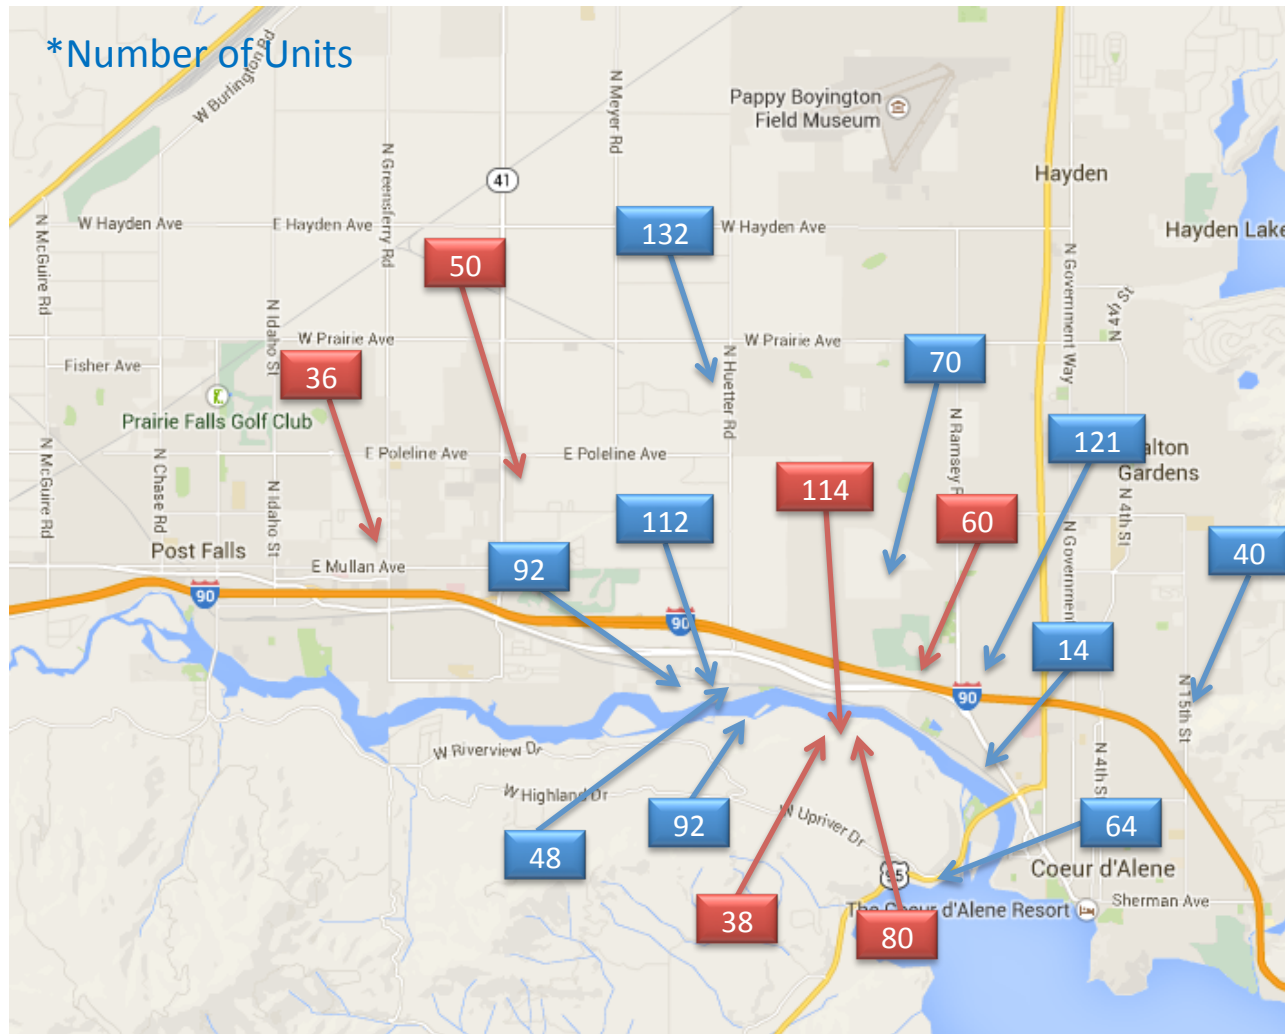 *Number of Units
W Burlington Rd
N Meyer Rd
Pappy Boyington
Field Museum
N Greensferry Rd
41
Hayden
N McGuire Rd
W Hayden Ave
E Hayden Ave
132
W Hayden Ave
Hayden Lake
50
N Government Way
N 4th St
N Idaho St
W Prairie Ave
W Prairie Ave
Fisher Ave
36
N Huetter Rd
70
Prairie Falls Golf Club
N Ramsey R
121
alton
Gardens
N McGuire Rd
N Chase Rd
N Idaho St
E Poleline Ave
E Poleline Ave
114
N 4th St
112
60
N Government
Post Falls
E Mullan Ave
92
40
90
90
14
90
N 15th St
W Riverview Dr
N 4th St
W Highland Dr
W Upriver Dr
92
64
48
95
Coeur d'Alene
38
The Coeur d'Alene Resort
Sherman Ave
80